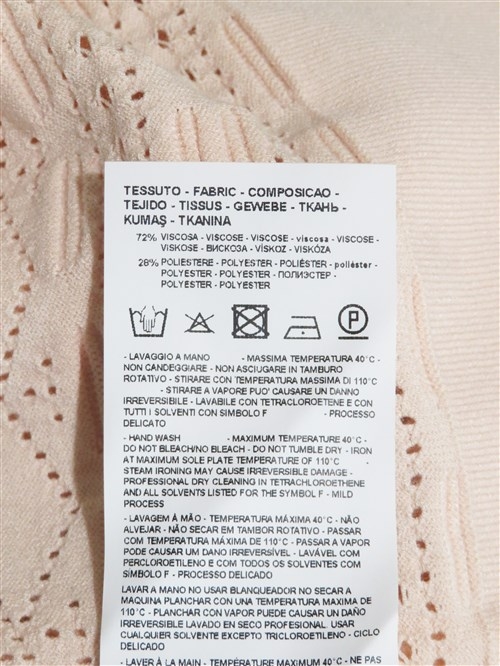 TESSUTO - FABRIC - COMPOSICAO -
TEJIDO - TISSUS - GEWEBE - ТКАНЬ -
KUMAŞ - TKANINA
72% VISCOSA - VISCOSE - VISCOSE - viscosa - VISCOSE -
VISKOSE - ВИСКОЗА - VÍSKOZ - VISKÓZA
28% POLIESTERE - POLYESTER - POLIÉSTER - poliéster -
POLYESTER - POLYESTER - ПОЛИЭСТЕР -
POLYESTER - POLYESTER
P
- LAVAGGIO A MANO - MASSIMA TEMPERATURA 40°C -
NON CANDEGGIARE - NON ASCIUGARE IN TAMBURO
ROTATIVO - STIRARE CON TEMPERATURA MASSIMA DI 110°C
- STIRARE A VAPORE PUO' CAUSARE UN DANNO
IRREVERSIBILE - LAVABILE CON TETRACLOROETENE E CON
TUTTI I SOLVENTI CON SIMBOLO F - PROCESSO
DELICATO
- HAND WASH - MAXIMUM TEMPERATURE 40°C -
DO NOT BLEACH/NO BLEACH - DO NOT TUMBLE DRY - IRON
AT MAXIMUM SOLE PLATE TEMPERATURE OF 110°C -
STEAM IRONING MAY CAUSE IRREVERSIBLE DAMAGE -
PROFESSIONAL DRY CLEANING IN TETRACHLOROETHENE
AND ALL SOLVENTS LISTED FOR THE SYMBOL F - MILD
PROCESS
- LAVAGEM À MÃO - TEMPERATURA MÁXIMA 40°C - NÃO
ALVEJAR - NÃO SECAR EM TAMBOR ROTATIVO - PASSAR
COM TEMPERATURA MÁXIMA DE 110°C - PASSAR A VAPOR
PODE CAUSAR UM DANO IRREVERSÍVEL - LAVÁVEL COM
PERCLOROETILENO E COM TODOS OS SOLVENTES COM
SÍMBOLO F - PROCESSO DELICADO
LAVAR A MANO NO USAR BLANQUEADOR NO SECAR A
MAQUINA PLANCHAR CON UNA TEMPERATURA MAXIMA DE
110°C - PLANCHAR CON VAPOR PUEDE CAUSAR UN DAÑO
IRREVERSIBLE LAVADO EN SECO PROFESIONAL USAR
CUALQUIER SOLVENTE EXCEPTO TRICLOROETILENO - CICLO
DELICADO
- LAVER À LA MAIN - TEMPÉRATURE MAXIMALE 40°C - NE PAS